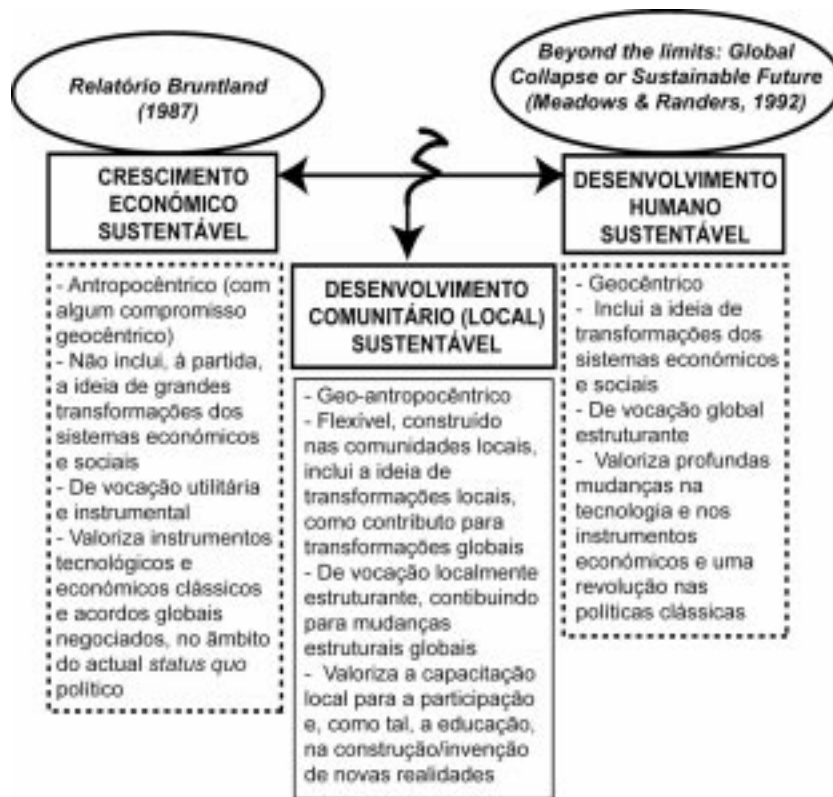 Relatório Bruntland
(1987)
Beyond the limits: Global
Collapse or Sustainable Future
(Meadows & Randers, 1992)
CRESCIMENTO
ECONÓMICO
SUSTENTÁVEL
DESENVOLVIMENTO
HUMANO
SUSTENTÁVEL
- Antropocêntrico (com
algum compromisso
geocêntrico)
- Não inclui, á partida,
a ideia de grandes
transformações dos
sistemas económicos
e sociais
- De vocação utilitária
e instrumental
- Valoriza instrumentos
tecnológicos e
económicos clássicos
e acordos globais
negociados, no âmbito
do actual status quo
político
DESENVOLVIMENTO
COMUNITÁRIO (LOCAL)
SUSTENTÁVEL
- Geo-antropocêntrico
- Flexível, construído
nas comunidades locais,
inclui a ideia de
transformações locais,
como contributo para
transformações globais
- De vocação localmente
estruturante, contibuindo
para mudanças
estruturais globais
- Valoriza a capacitação
local para a participação
e, como tal, a educação,
na construção/invenção
de novas realidades
- Geocêntrico
- Inclui a ideia de
transformações dos
sistemas económicos
e sociais
- De vocação global
estruturante
- Valoriza profundas
mudanças na
tecnologia e nos
instrumentos
económicos e uma
revolução nas
políticas clássicas